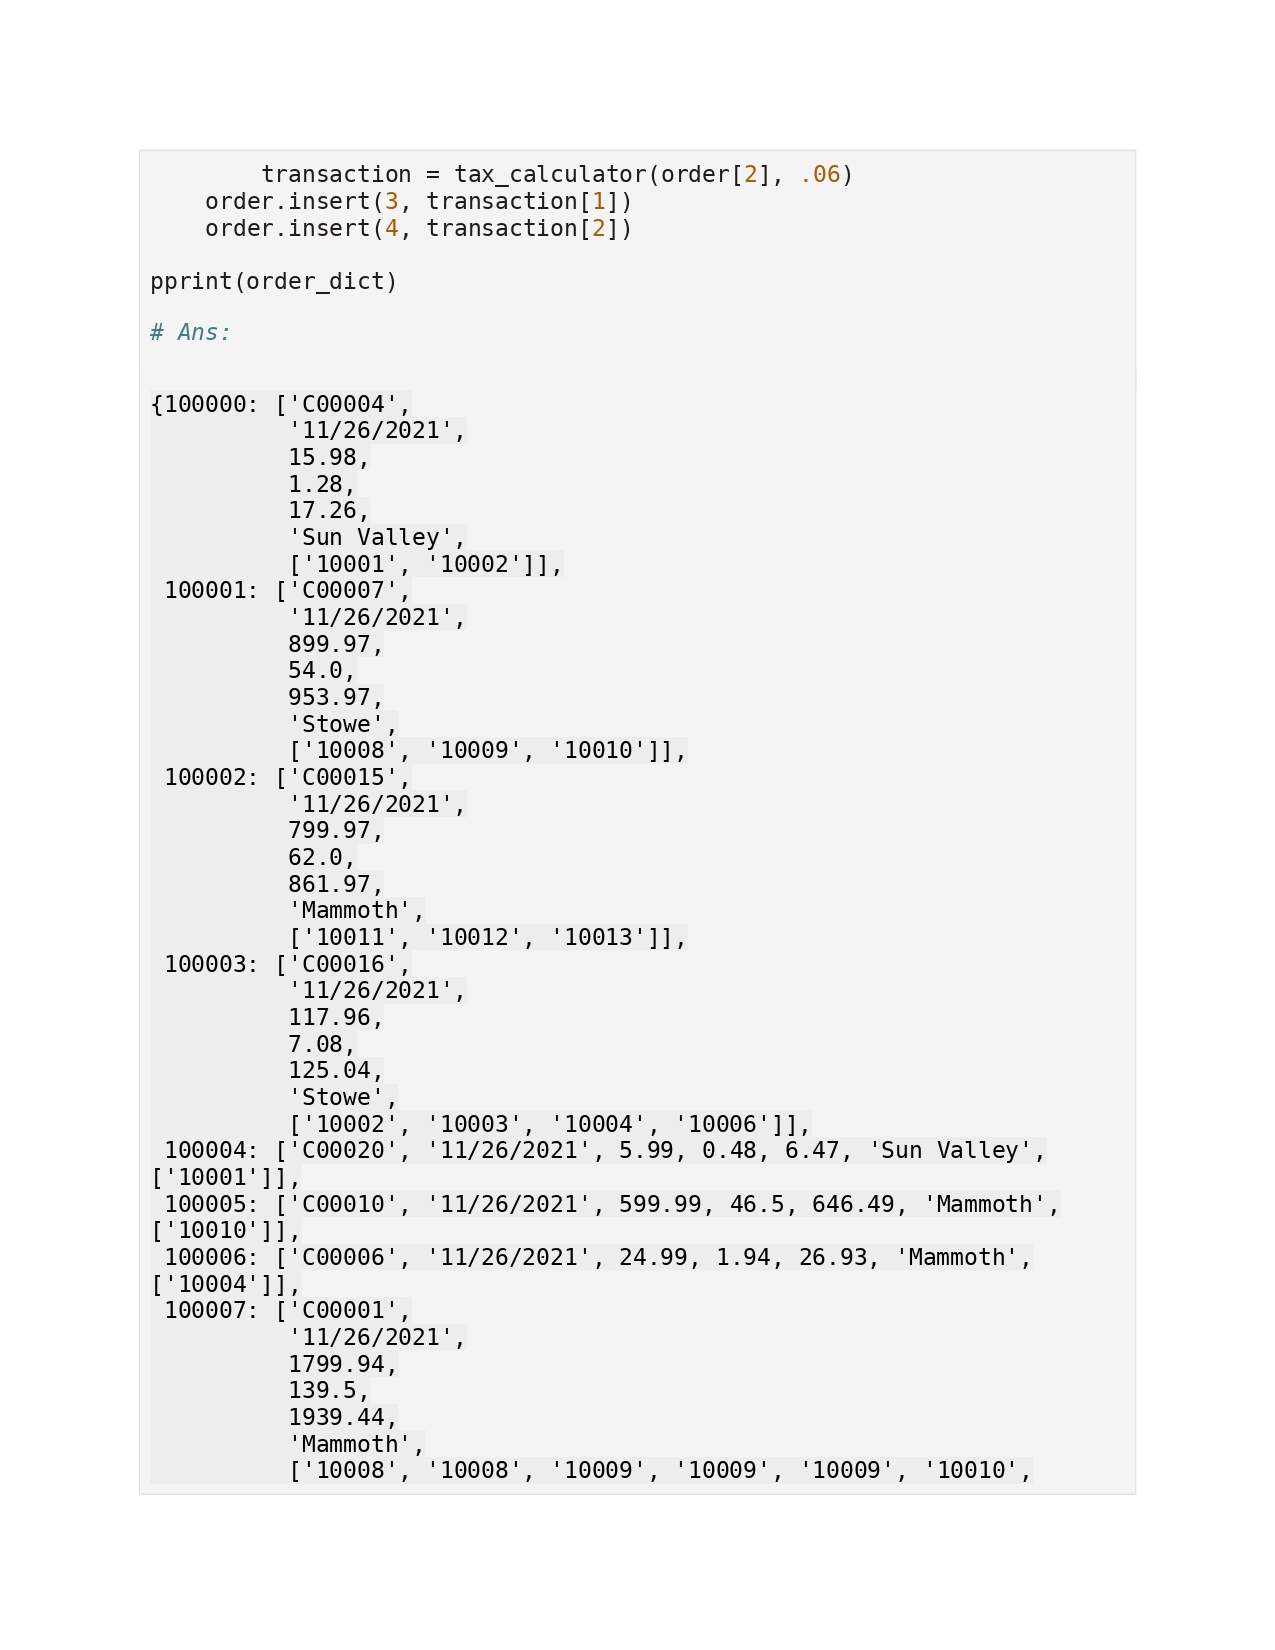 transaction = tax_calculator(order[2], .06)
    order.insert(3, transaction[1])
    order.insert(4, transaction[2])

pprint(order_dict)

# Ans:

{100000: ['C00004',
          '11/26/2021',
          15.98,
          1.28,
          17.26,
          'Sun Valley',
          ['10001', '10002']],
 100001: ['C00007',
          '11/26/2021',
          899.97,
          54.0,
          953.97,
          'Stowe',
          ['10008', '10009', '10010']],
 100002: ['C00015',
          '11/26/2021',
          799.97,
          62.0,
          861.97,
          'Mammoth',
          ['10011', '10012', '10013']],
 100003: ['C00016',
          '11/26/2021',
          117.96,
          7.08,
          125.04,
          'Stowe',
          ['10002', '10003', '10004', '10006']],
 100004: ['C00020', '11/26/2021', 5.99, 0.48, 6.47, 'Sun Valley',
['10001']],
 100005: ['C00010', '11/26/2021', 599.99, 46.5, 646.49, 'Mammoth',
['10010']],
 100006: ['C00006', '11/26/2021', 24.99, 1.94, 26.93, 'Mammoth',
['10004']],
 100007: ['C00001',
          '11/26/2021',
          1799.94,
          139.5,
          1939.44,
          'Mammoth',
          ['10008', '10008', '10009', '10009', '10009', '10010',